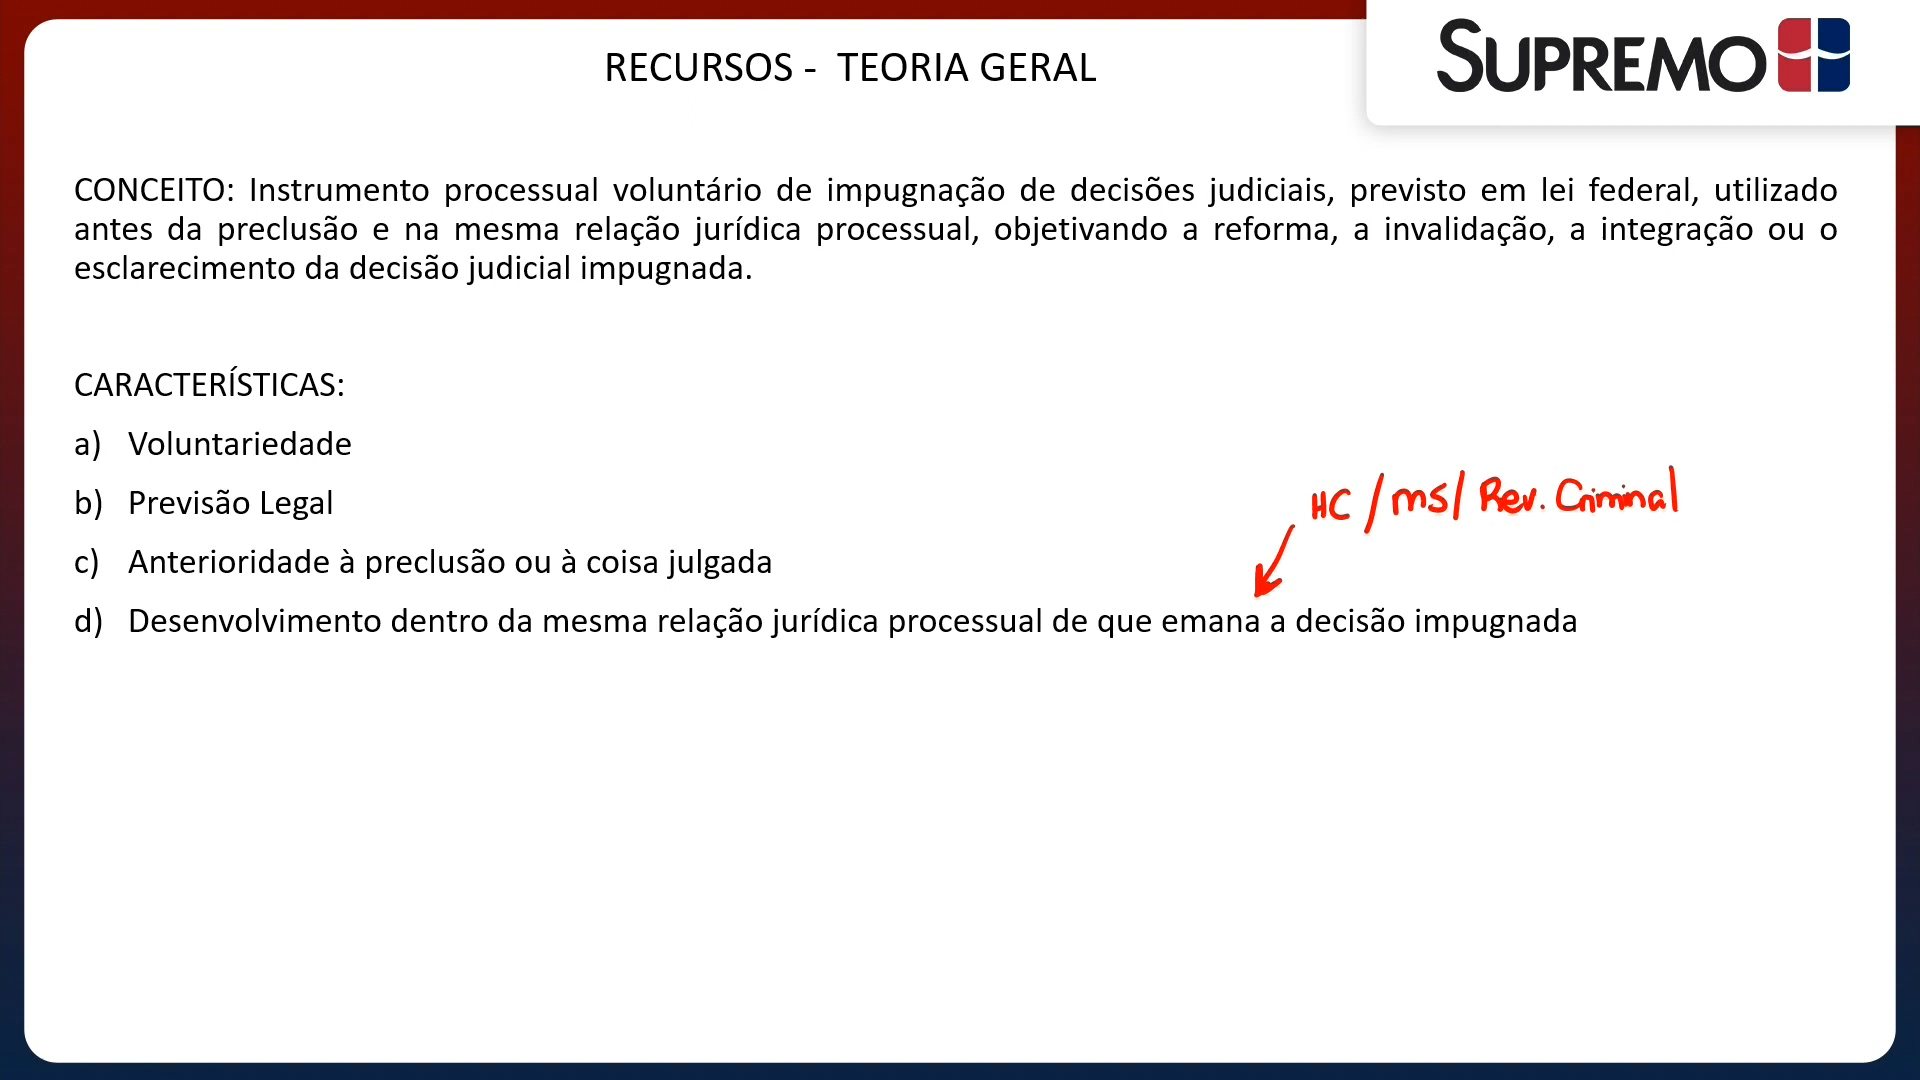 RECURSOS - TEORIA GERAL
SUPREMO
CONCEITO: Instrumento processual voluntário de impugnação de decisões judiciais, previsto em lei federal, utilizado
antes da preclusão e na mesma relação jurídica processual, objetivando a reforma, a invalidação, a integração ou o
esclarecimento da decisão judicial impugnada.
CARACTERÍSTICAS:
a) Voluntariedade
b) Previsão Legal
HC / MS / Rev. Criminal
c) Anterioridade à preclusão ou à coisa julgada
d) Desenvolvimento dentro da mesma relação jurídica processual de que emana a decisão impugnada